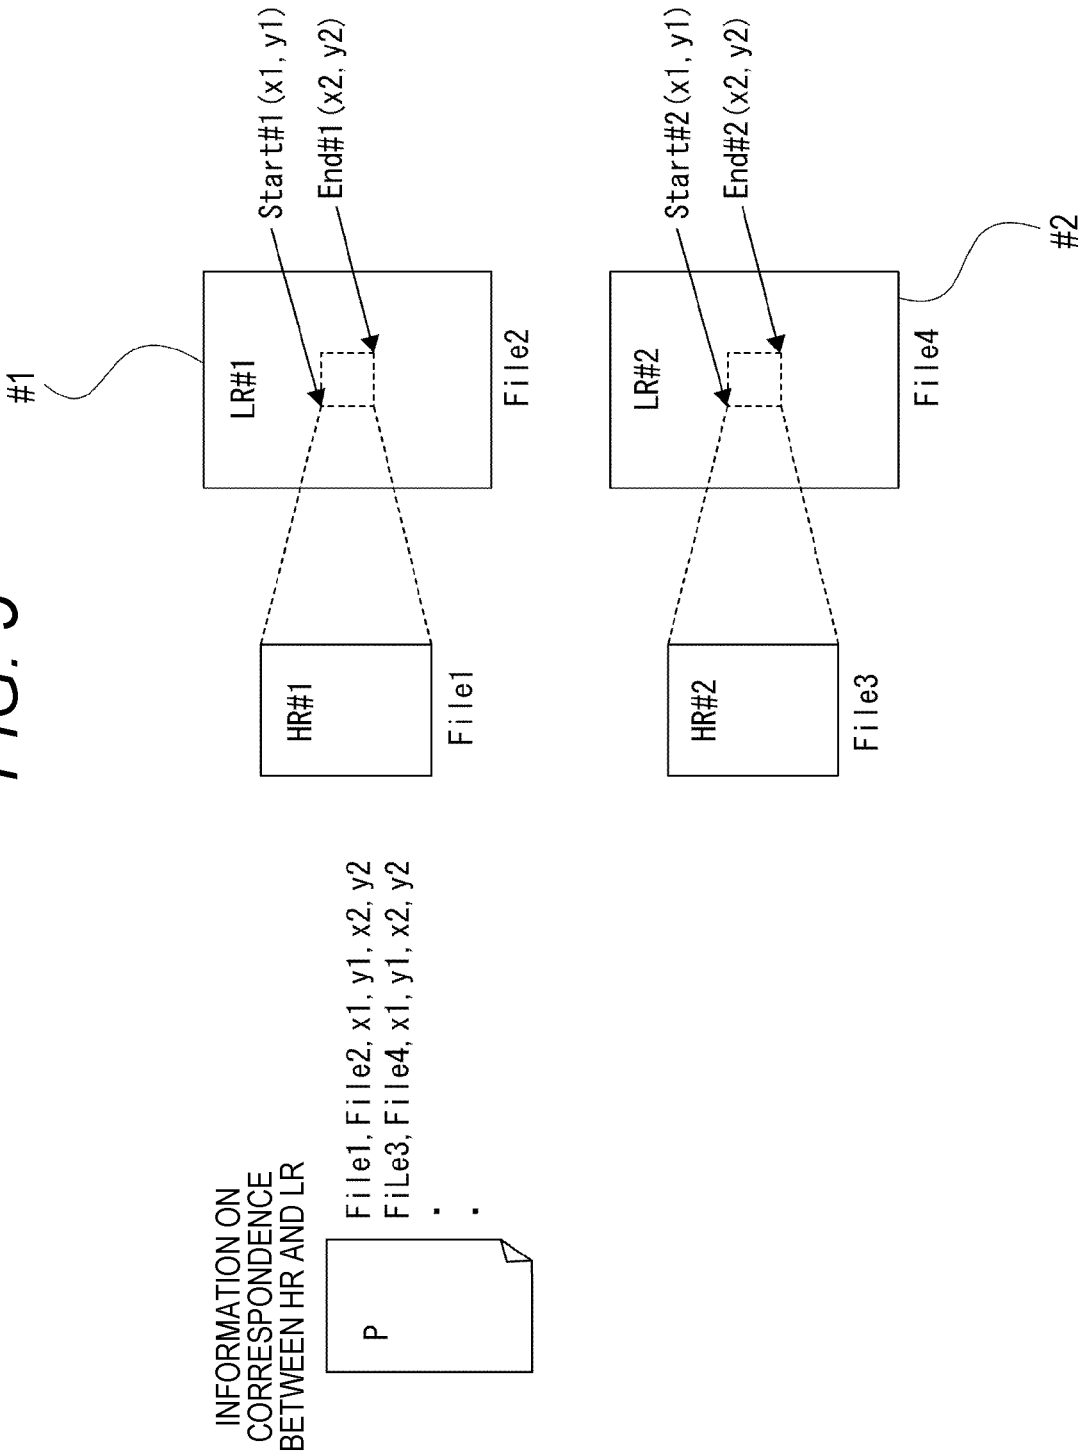 FIG.
#1
INFORMATION ON
CORRESPONDENCE
BETWEEN HR AND LR
P
File1, File2, x1, y1, x2, y2
FiLe3, File4, x1, y1, x2, y2
.
.
HR#1
File1
LR#1
File2
Start#1(x1, y1)
End#1(x2, y2)
HR#2
File3
LR#2
File4
Start#2(x1, y1)
End#2(x2, y2)
#2